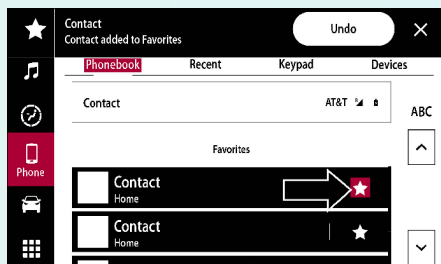 Contact
Contact added to Favorites
Undo
Phonebook Recent Keypad Devices
Contact AT&T
ABC
Favorites
Contact
Home
Phone
Contact
Home